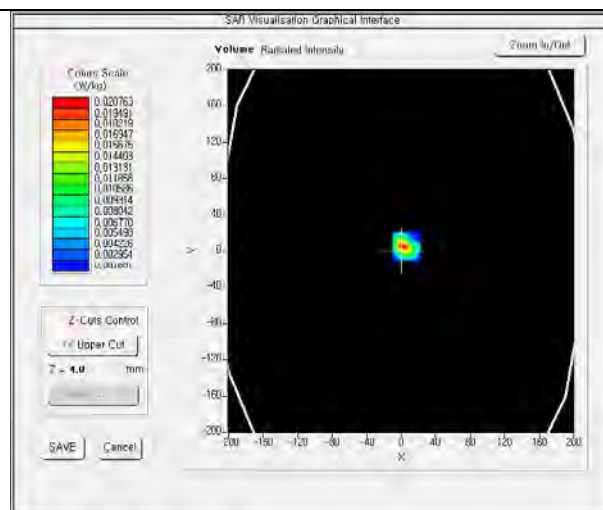 SAR Visualisation Graphical Interface
Volume Radiated Intensity
Zoom In/Out
Colors Scale
(W/kg)
0.020763
0.019491
0.018219
0.016947
0.015675
0.014403
0.013131
0.011858
0.010586
0.009314
0.008042
0.006770
0.005498
0.004226
0.002954
Z-Cuts Control
Upper Cut
Z = 4.0 mm
SAVE Cancel
200
160
120
80
40
0
-40
-80
-120
-160
-200
Y
-200 -160 -120 -80 -40 0 40 80 120 160 200
X